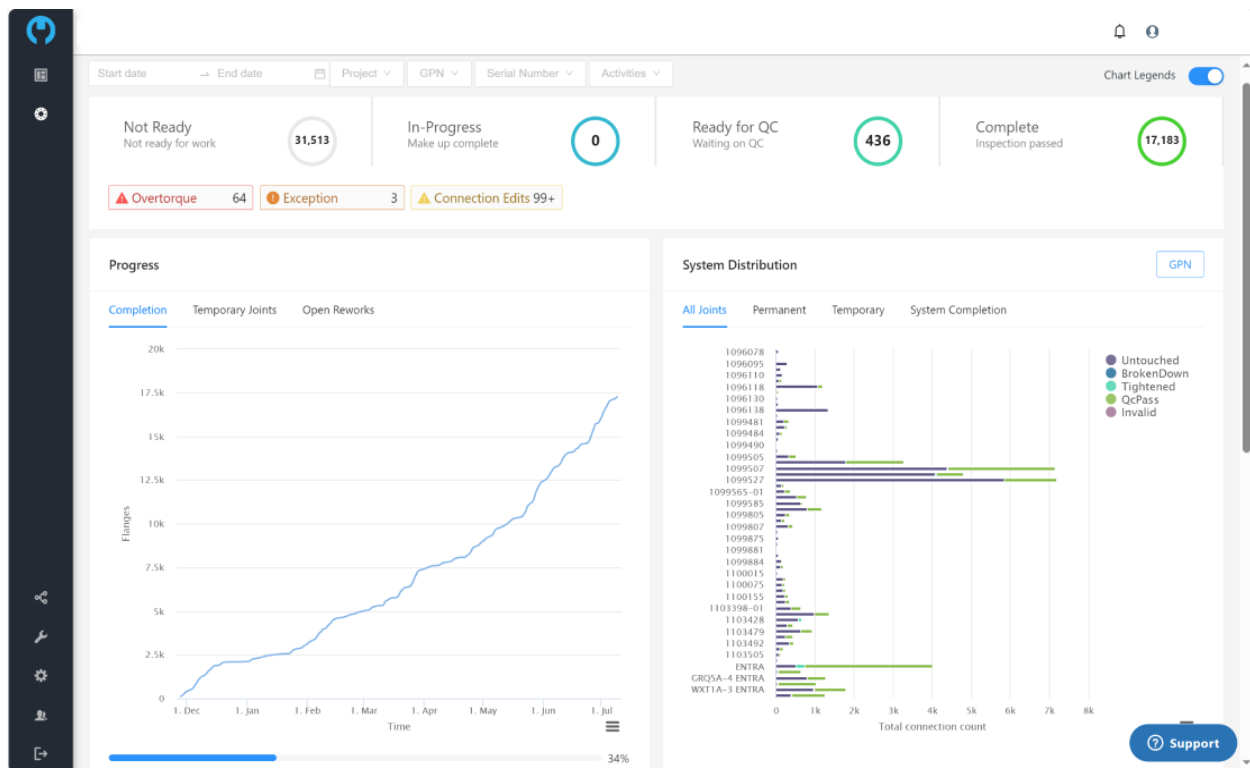 Start date → End date Project GPN Serial Number Activities Chart Legends
Not Ready
Not ready for work
31,513
In-Progress
Make up complete
0
Ready for QC
Waiting on QC
436
Complete
Inspection passed
17,183
Overtorque 64 Exception 3 Connection Edits 99+
Progress
Completion Temporary Joints Open Reworks
20k
17.5k
15k
12.5k
10k
7.5k
5k
2.5k
0
Flanges
1. Dec 1. Jan 1. Feb 1. Mar 1. Apr 1. May 1. Jun 1. Jul
Time
34%
System Distribution
GPN
All Joints Permanent Temporary System Completion
1096078
1096095
1096110
1096118
1096130
1096138
1099481
1099484
1099490
1099505
1099507
1099527
1099565-01
1099585
1099805
1099807
1099875
1099881
1099884
1100015
1100075
1100155
1103398-01
1103428
1103479
1103492
1103505
ENTRA
GRQ5A-4 ENTRA
WXT1A-3 ENTRA
0 1k 2k 3k 4k 5k 6k 7k 8k
Total connection count
Untouched
BrokenDown
Tightened
QcPass
Invalid
Support